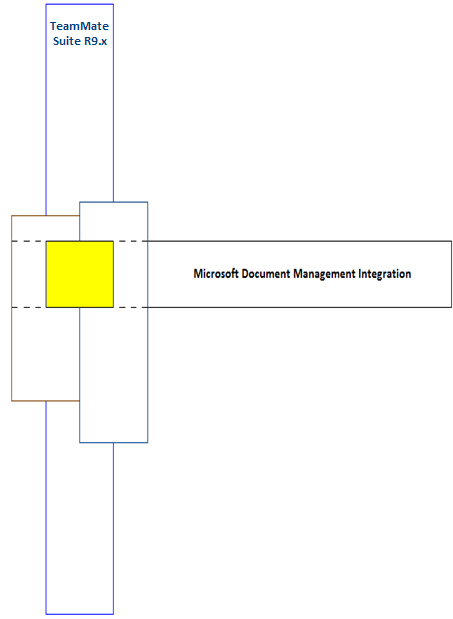 TeamMate
Suite R9.x
Microsoft Document Management Integration